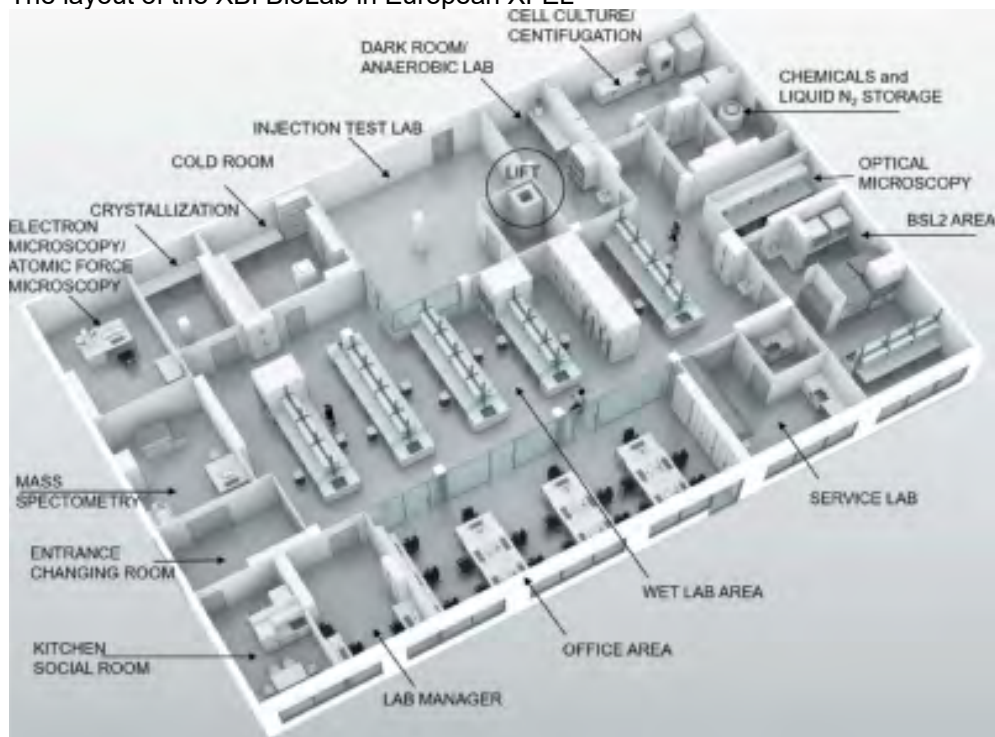 The layout of the XBI BioLab in European XFEL
CELL CULTURE/
CENTIFUGATION
DARK ROOM/
ANAEROBIC LAB
CHEMICALS and
LIQUID N₂ STORAGE
INJECTION TEST LAB
COLD ROOM
LIFT
OPTICAL
MICROSCOPY
CRYSTALLIZATION
BSL2 AREA
ELECTRON
MICROSCOPY/
ATOMIC FORCE
MICROSCOPY
MASS
SPECTOMETRY
SERVICE LAB
ENTRANCE
CHANGING ROOM
WET LAB AREA
OFFICE AREA
KITCHEN
SOCIAL ROOM
LAB MANAGER